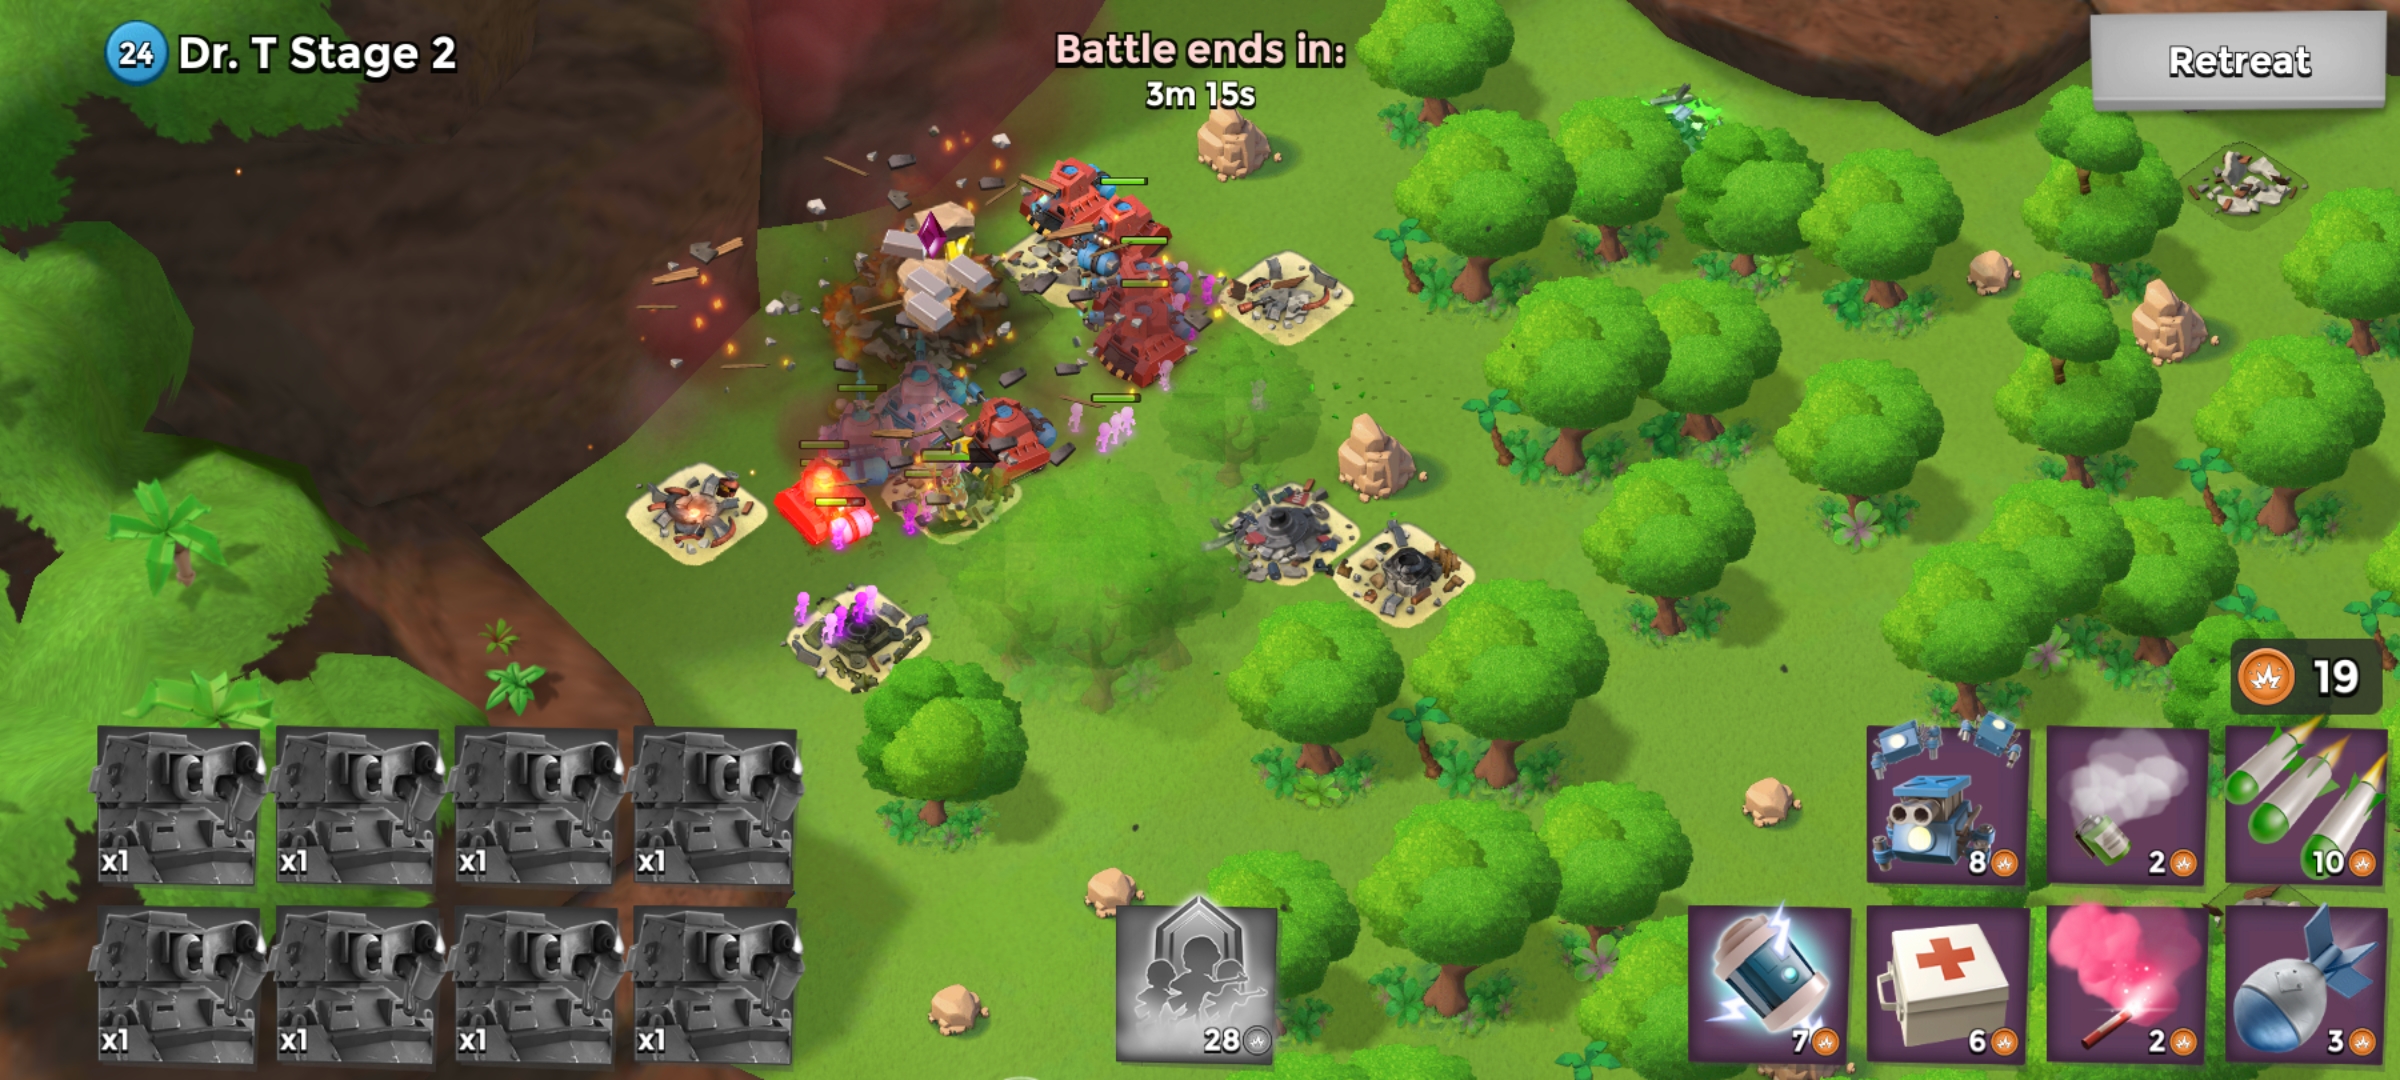 24 Dr. T Stage 2
Battle ends in:
3m 15s
Retreat
19
x1 x1 x1 x1
8 2 10
x1 x1 x1 x1
28 7 6 2 3